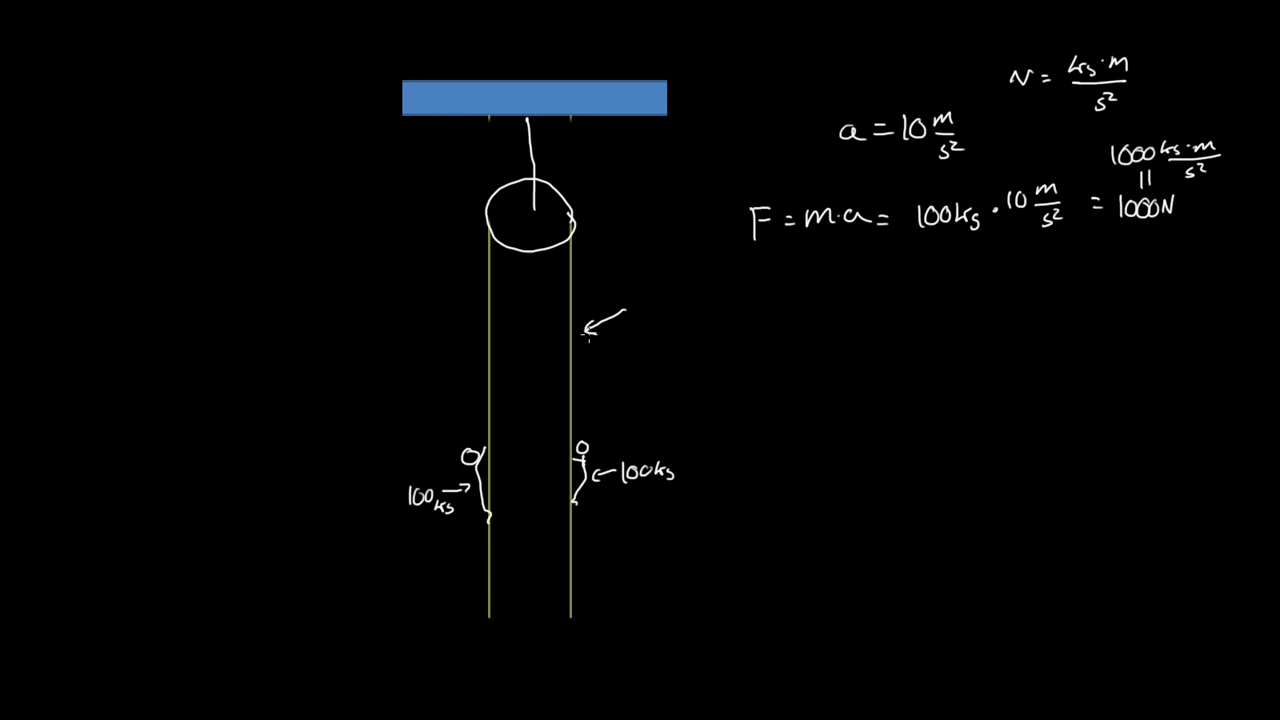 N = kg·m / s²
a = 10 m / s²
1000 kg·m / s²
||
F = m·a = 100kg · 10 m / s² = 1000N
100kg
100kg